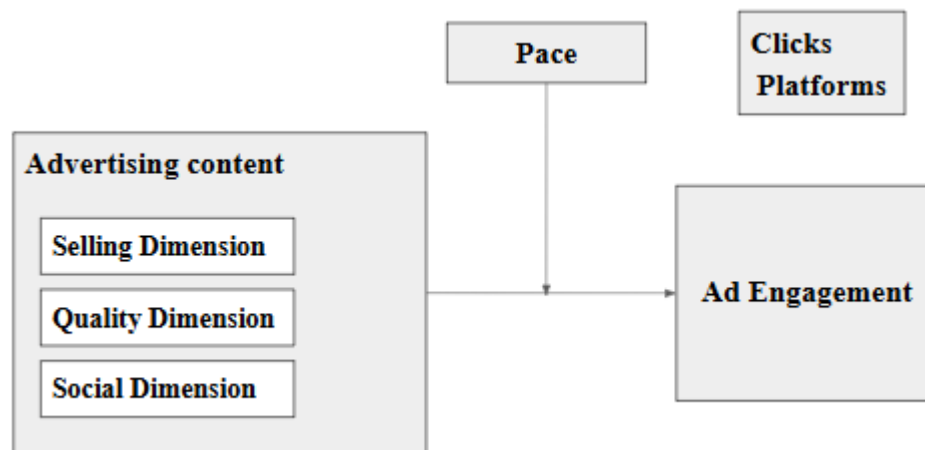 Pace
Clicks
Platforms
Advertising content
Selling Dimension
Quality Dimension
Social Dimension
Ad Engagement